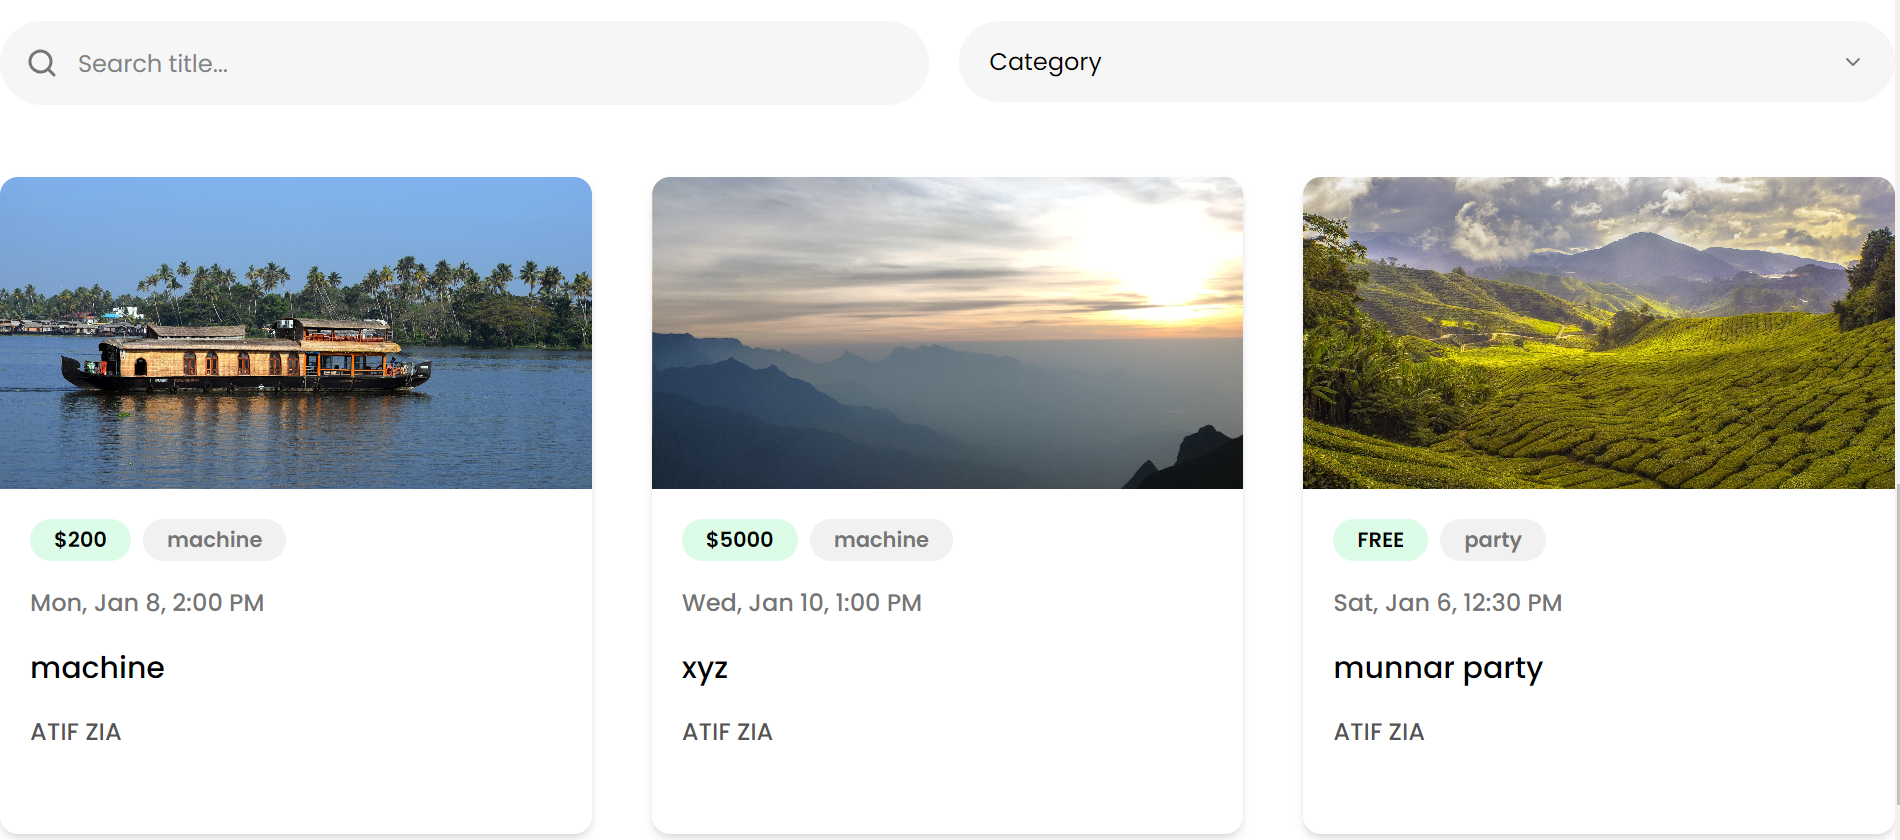 Search title...
Category
$200 machine
Mon, Jan 8, 2:00 PM
machine
ATIF ZIA
$5000 machine
Wed, Jan 10, 1:00 PM
xyz
ATIF ZIA
FREE party
Sat, Jan 6, 12:30 PM
munnar party
ATIF ZIA